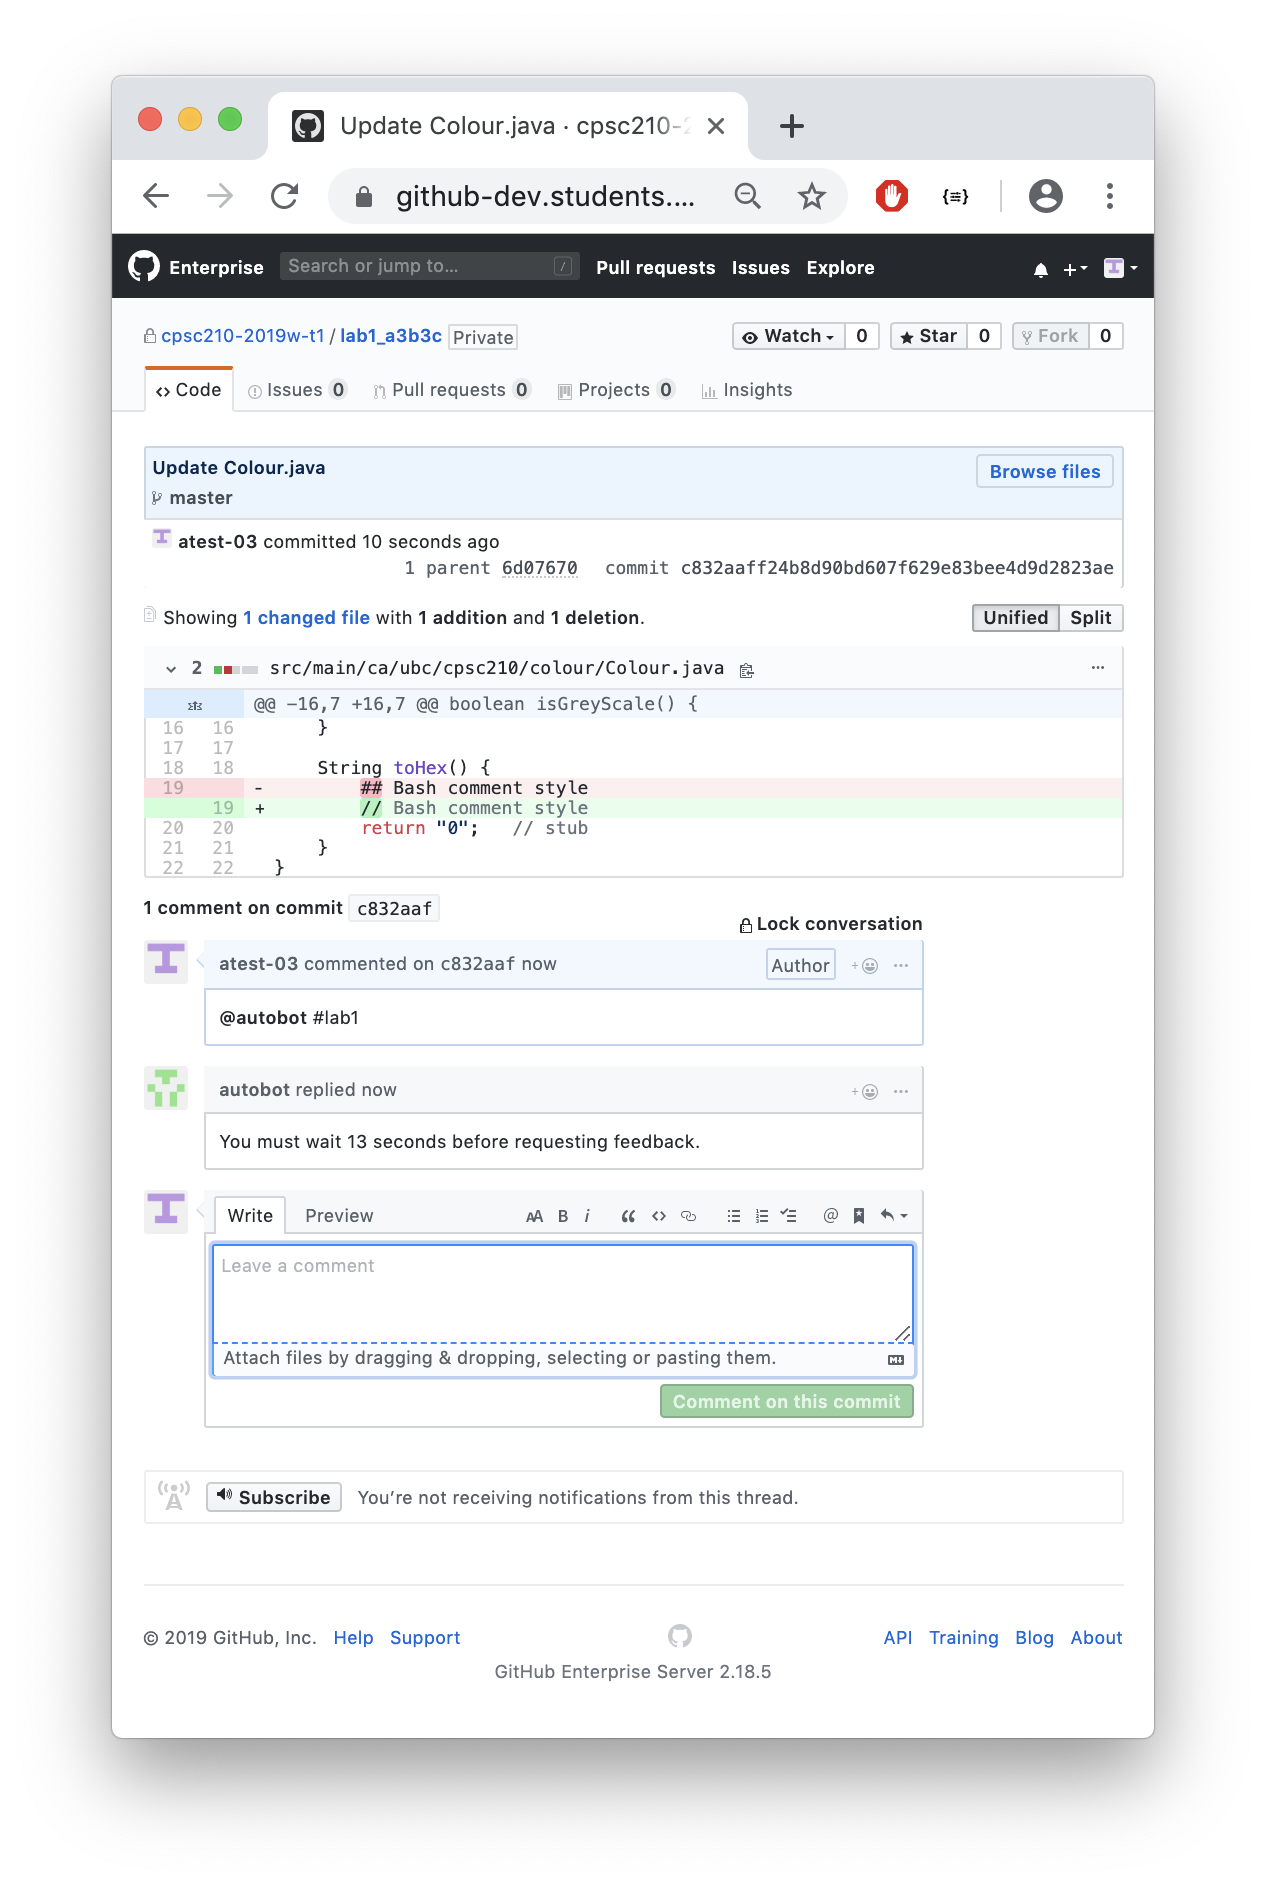 Update Colour.java · cpsc210-2
github-dev.students....
Enterprise Search or jump to... / Pull requests Issues Explore
cpsc210-2019w-t1 / lab1_a3b3c Private Watch 0 Star 0 Fork 0
Code Issues 0 Pull requests 0 Projects 0 Insights
Update Colour.java Browse files
master
atest-03 committed 10 seconds ago
1 parent 6d07670 commit c832aaff24b8d90bd607f629e83bee4d9d2823ae
Showing 1 changed file with 1 addition and 1 deletion. Unified Split
2 src/main/ca/ubc/cpsc210/colour/Colour.java ...
@@ -16,7 +16,7 @@ boolean isGreyScale() {
16 16 }
17 17
18 18 String toHex() {
19 - ## Bash comment style
19 + // Bash comment style
20 20 return "0"; // stub
21 21 }
22 22 }
1 comment on commit c832aaf
Lock conversation
atest-03 commented on c832aaf now Author + ...
@autobot #lab1
autobot replied now + ...
You must wait 13 seconds before requesting feedback.
Write Preview AA B i “ <> @
Leave a comment
Attach files by dragging & dropping, selecting or pasting them. M↓
Comment on this commit
Subscribe You’re not receiving notifications from this thread.
© 2019 GitHub, Inc. Help Support API Training Blog About
GitHub Enterprise Server 2.18.5